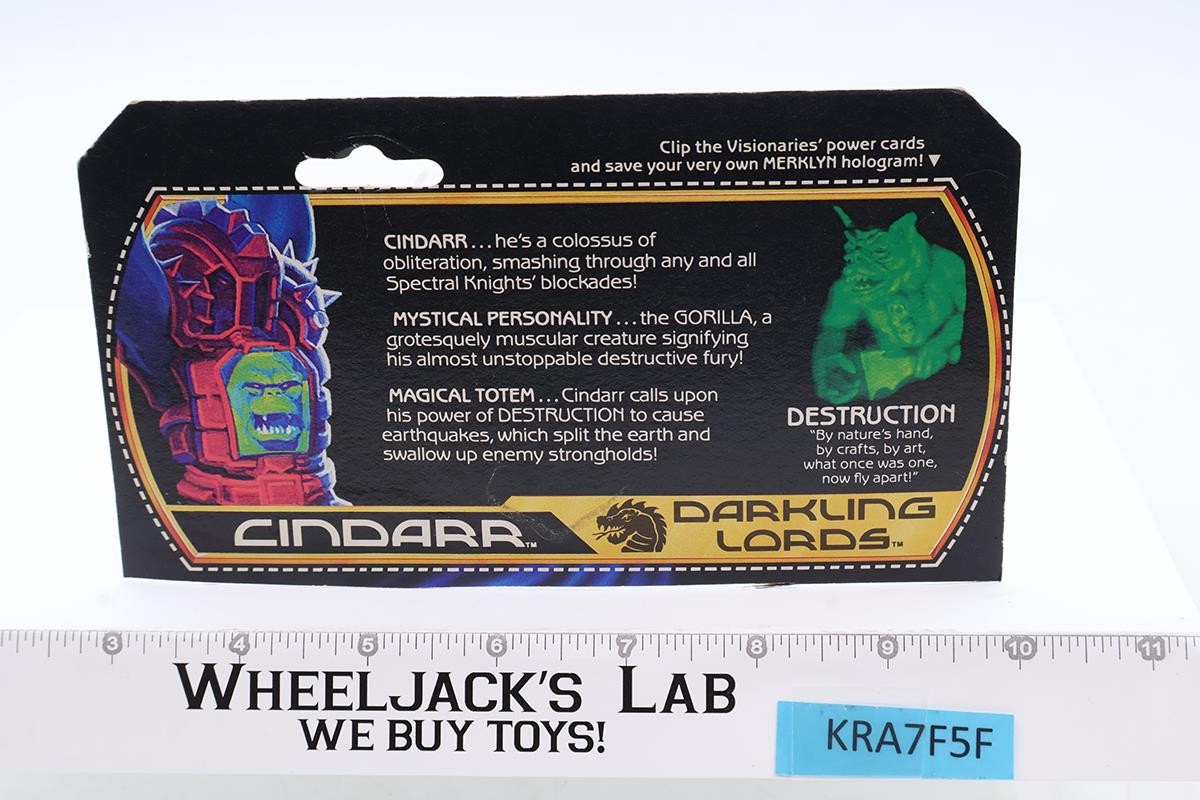 Clip the Visionaries' power cards
and save your very own MERKLYN hologram! ▼
CINDARR...he's a colossus of
obliteration, smashing through any and all
Spectral Knights' blockades!
MYSTICAL PERSONALITY...the GORILLA, a
grotesquely muscular creature signifying
his almost unstoppable destructive fury!
MAGICAL TOTEM...Cindarr calls upon
his power of DESTRUCTION to cause
earthquakes, which split the earth and
swallow up enemy strongholds!
DESTRUCTION
"By nature's hand,
by crafts, by art,
what once was one,
now fly apart!"
CINDARR™
DARKLING
LORDS™
3 4 5 6 7 8 9 10 11
WHEELJACK'S LAB
WE BUY TOYS!
KRA7F5F